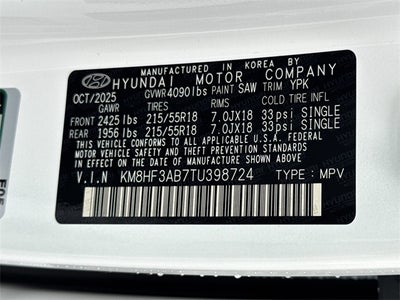 MANUFACTURED IN KOREA BY
HYUNDAI MOTOR COMPANY
OCT/2025 GVWR 4090lbs PAINT SAW TRIM YPK
GAWR TIRES RIMS COLD TIRE INFL
FRONT 2425 lbs 215/55R18 7.0JX18 33psi SINGLE
REAR 1956 lbs 215/55R18 7.0JX18 33psi SINGLE
THIS VEHICLE CONFORMS TO ALL APPLICABLE U.S.A. FEDERAL
MOTOR VEHICLE SAFETY AND THEFT PREVENTION STANDARDS
IN EFFECT ON THE DATE OF MANUFACTURE SHOWN ABOVE.
V.I.N KM8HF3AB7TU398724 TYPE : MPV